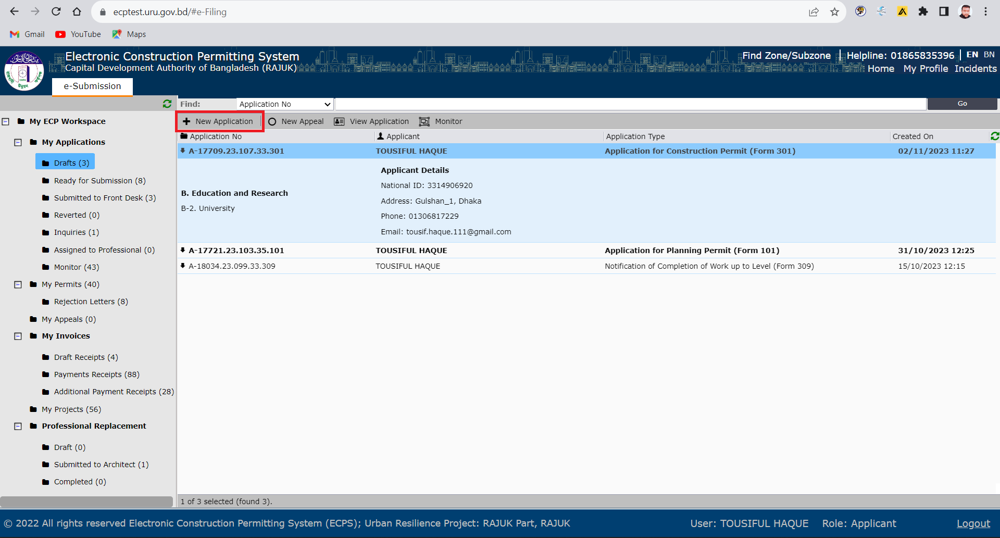 ecptest.uru.gov.bd/#e-Filing
Gmail YouTube Maps
Electronic Construction Permitting System
Capital Development Authority of Bangladesh (RAJUK)
Find Zone/Subzone | Helpline: 01865835396 | EN BN
Home My Profile Incidents
e-Submission
Find: Application No Go
New Application New Appeal View Application Monitor
My ECP Workspace
My Applications
Drafts (3)
Ready for Submission (8)
Submitted to Front Desk (3)
Reverted (0)
Inquiries (1)
Assigned to Professional (0)
Monitor (43)
My Permits (40)
Rejection Letters (8)
My Appeals (0)
My Invoices
Draft Receipts (4)
Payments Receipts (88)
Additional Payment Receipts (28)
My Projects (56)
Professional Replacement
Draft (0)
Submitted to Architect (1)
Completed (0)
Application No Applicant Application Type Created On
A-17709.23.107.33.301 TOUSIFUL HAQUE Application for Construction Permit (Form 301) 02/11/2023 11:27
B. Education and Research
B-2. University
Applicant Details
National ID: 3314906920
Address: Gulshan_1, Dhaka
Phone: 01306817229
Email: tousif.haque.111@gmail.com
A-17721.23.103.35.101 TOUSIFUL HAQUE Application for Planning Permit (Form 101) 31/10/2023 12:25
A-18034.23.099.33.309 TOUSIFUL HAQUE Notification of Completion of Work up to Level (Form 309) 15/10/2023 12:15
1 of 3 selected (found 3).
© 2022 All rights reserved Electronic Construction Permitting System (ECPS); Urban Resilience Project: RAJUK Part, RAJUK User: TOUSIFUL HAQUE Role: Applicant Logout